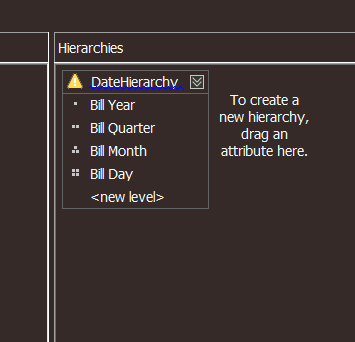 Hierarchies
DateHierarchy
Bill Year
Bill Quarter
Bill Month
Bill Day
<new level>
To create a
new hierarchy,
drag an
attribute here.